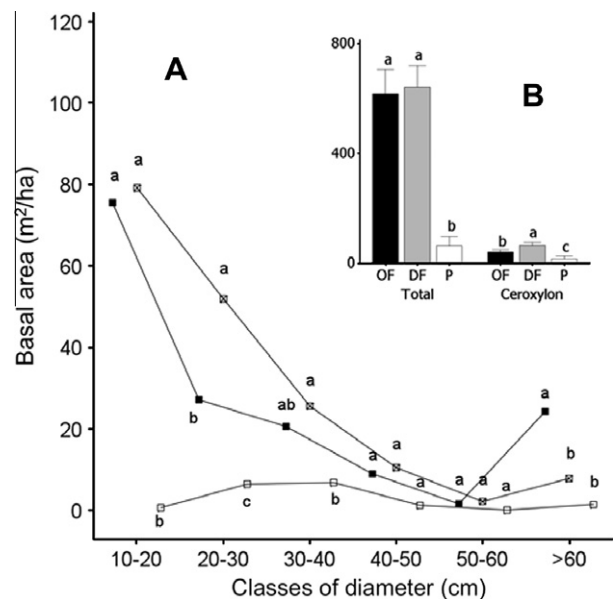 120
100
80
60
40
20
0
Basal area (m²/ha)
A
a
a
a
a
b
ab
a
a
a
b
c
b
a
a
a
a
a
b
b
10-20
20-30
30-40
40-50
50-60
>60
Classes of diameter (cm)
B
800
400
0
a
a
b
b
a
c
OF DF P OF DF P
Total Ceroxylon